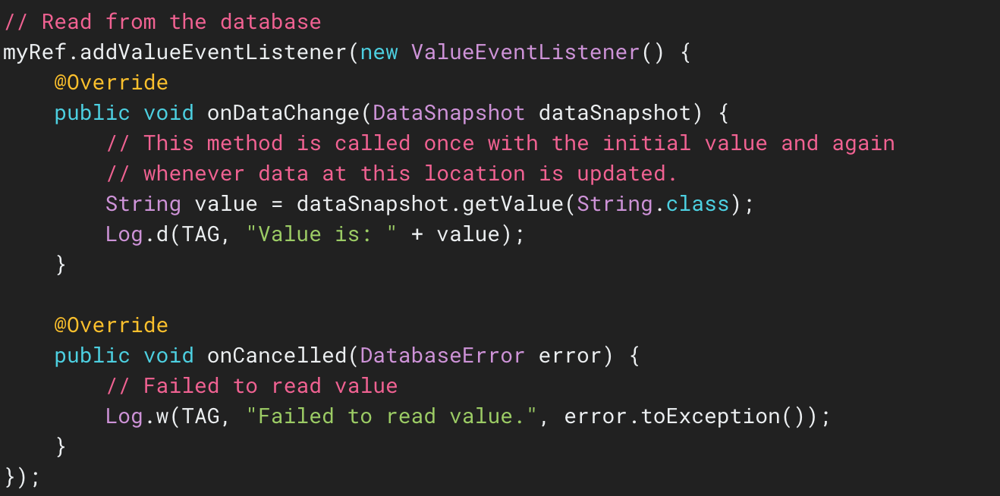 // Read from the database
myRef.addValueEventListener(new ValueEventListener() {
    @Override
    public void onDataChange(DataSnapshot dataSnapshot) {
        // This method is called once with the initial value and again
        // whenever data at this location is updated.
        String value = dataSnapshot.getValue(String.class);
        Log.d(TAG, "Value is: " + value);
    }

    @Override
    public void onCancelled(DatabaseError error) {
        // Failed to read value
        Log.w(TAG, "Failed to read value.", error.toException());
    }
});